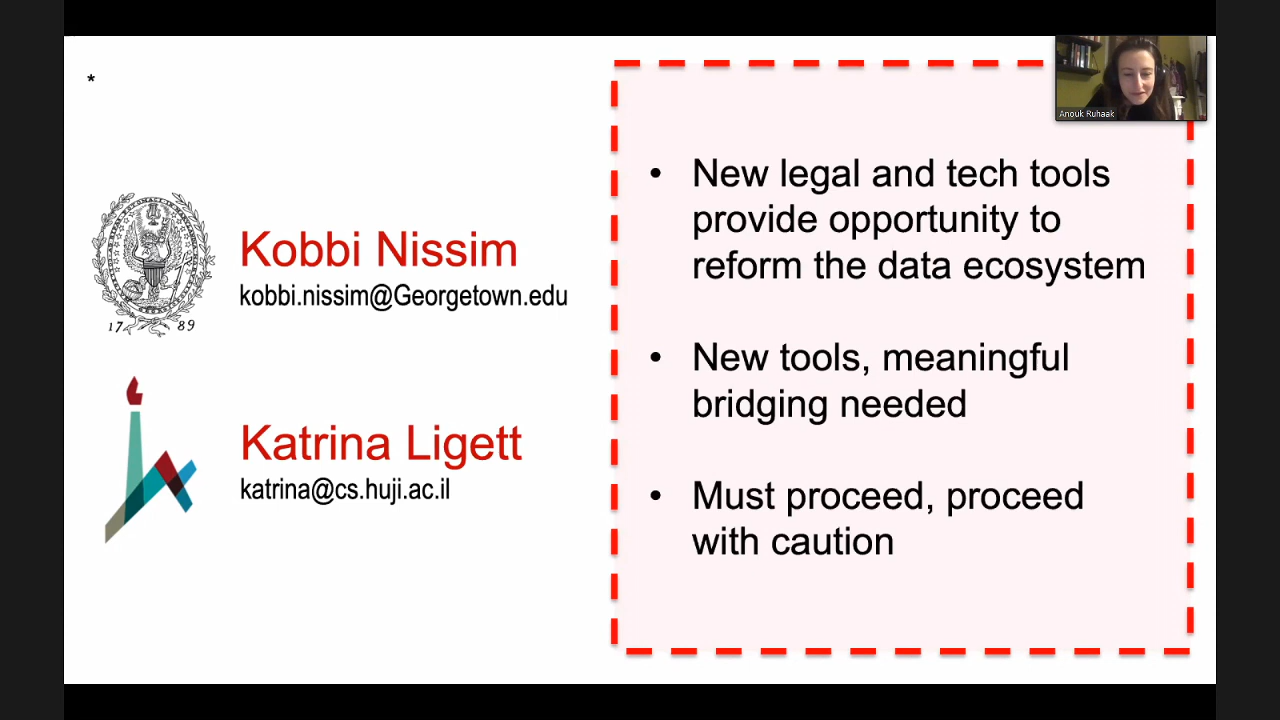 *
Anouk Ruhaak
Kobbi Nissim
kobbi.nissim@Georgetown.edu
17 89
Katrina Ligett
katrina@cs.huji.ac.il
• New legal and tech tools
provide opportunity to
reform the data ecosystem
• New tools, meaningful
bridging needed
• Must proceed, proceed
with caution